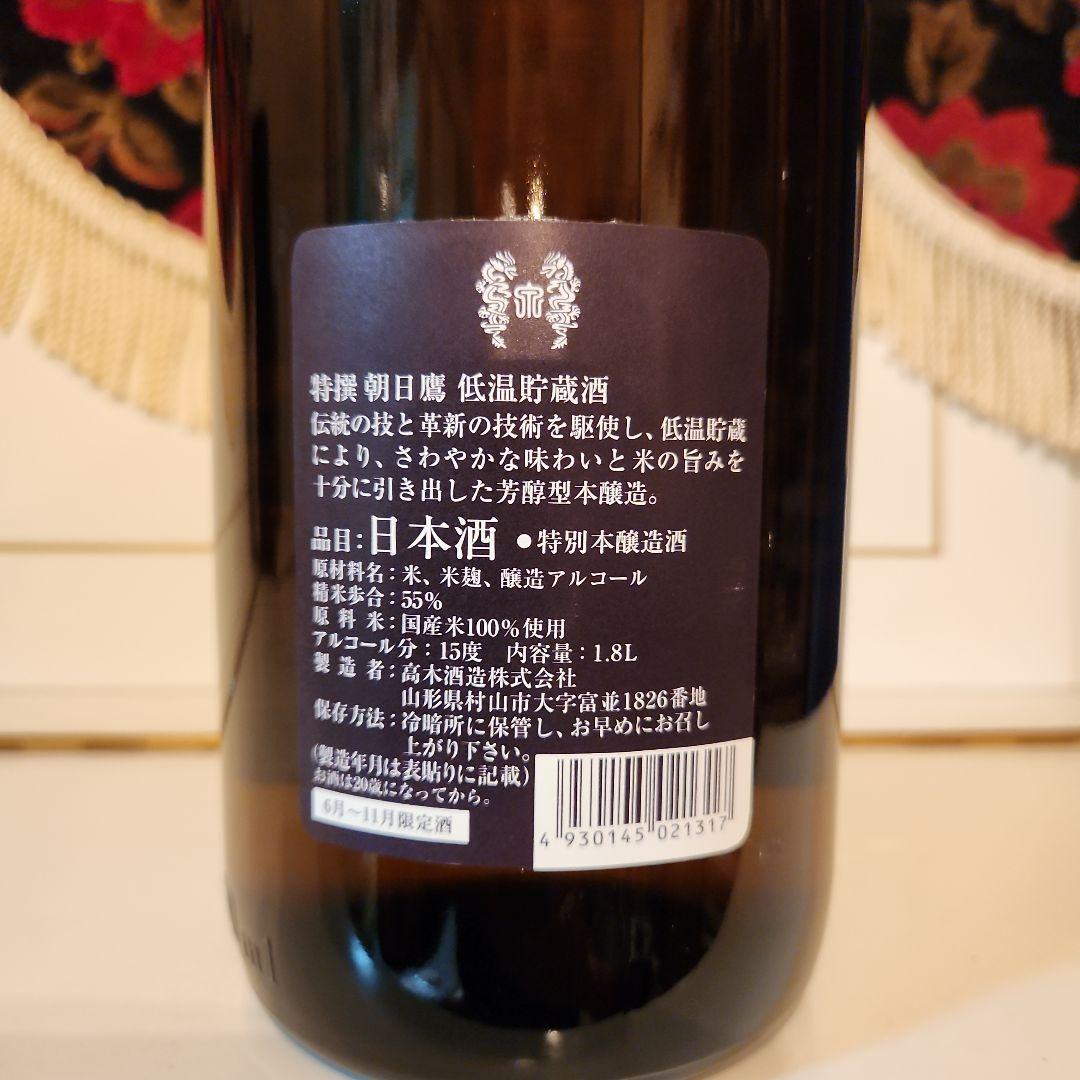 特撰 朝日鷹 低温貯蔵酒
伝統の技と革新の技術を駆使し、低温貯蔵
により、さわやかな味わいと米の旨みを
十分に引き出した芳醇型本醸造。
品目：日本酒 ●特別本醸造酒
原材料名：米、米麹、醸造アルコール
精米歩合：55%
原料米：国産米100％使用
アルコール分：15度 内容量：1.8L
製造者：高木酒造株式会社
山形県村山市大字富並1826番地
保存方法：冷暗所に保管し、お早めにお召し
上がり下さい。
(製造年月は表貼りに記載)
お酒は20歳になってから。
6月～11月限定酒
4 930145 021317